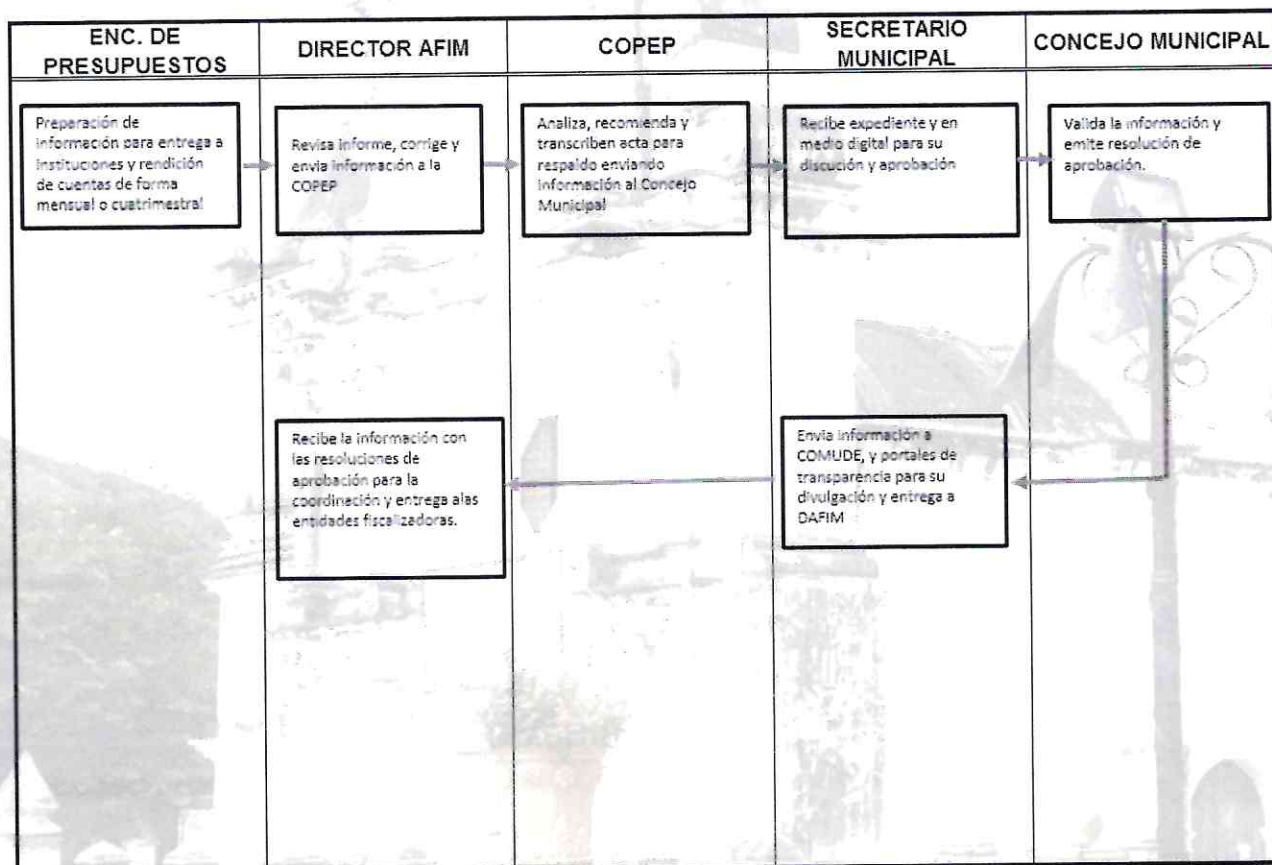 ENC. DE
PRESUPUESTOS
DIRECTOR AFIM
COPEP
SECRETARIO
MUNICIPAL
CONCEJO MUNICIPAL
Preparación de
información para entrega a
instituciones y rendición
de cuentas de forma
mensual o cuatrimestral
Revisa informe, corrige y
envia información a la
COPEP
Analiza, recomienda y
transcriben acta para
respaldo enviando
información al Concejo
Municipal
Recibe expediente y en
medio digital para su
discución y aprobación
Valida la información y
emite resolución de
aprobación.
Recibe la información con
las resoluciones de
aprobación para la
coordinación y entrega alas
entidades fiscalizadoras.
Envia información a
COMUDE, y portales de
transparencia para su
divulgación y entrega a
DAFIM